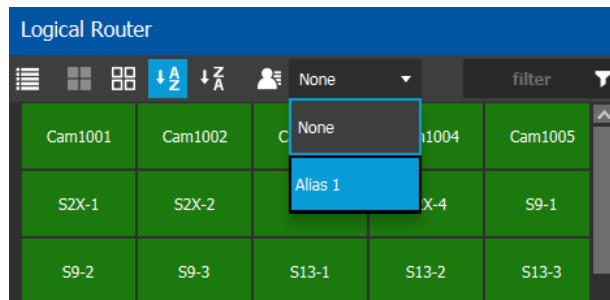 Logical Router
None filter
None
Alias 1
Cam1001 Cam1002 C 1004 Cam1005
S2X-1 S2X-2 X-4 S9-1
S9-2 S9-3 S13-1 S13-2 S13-3